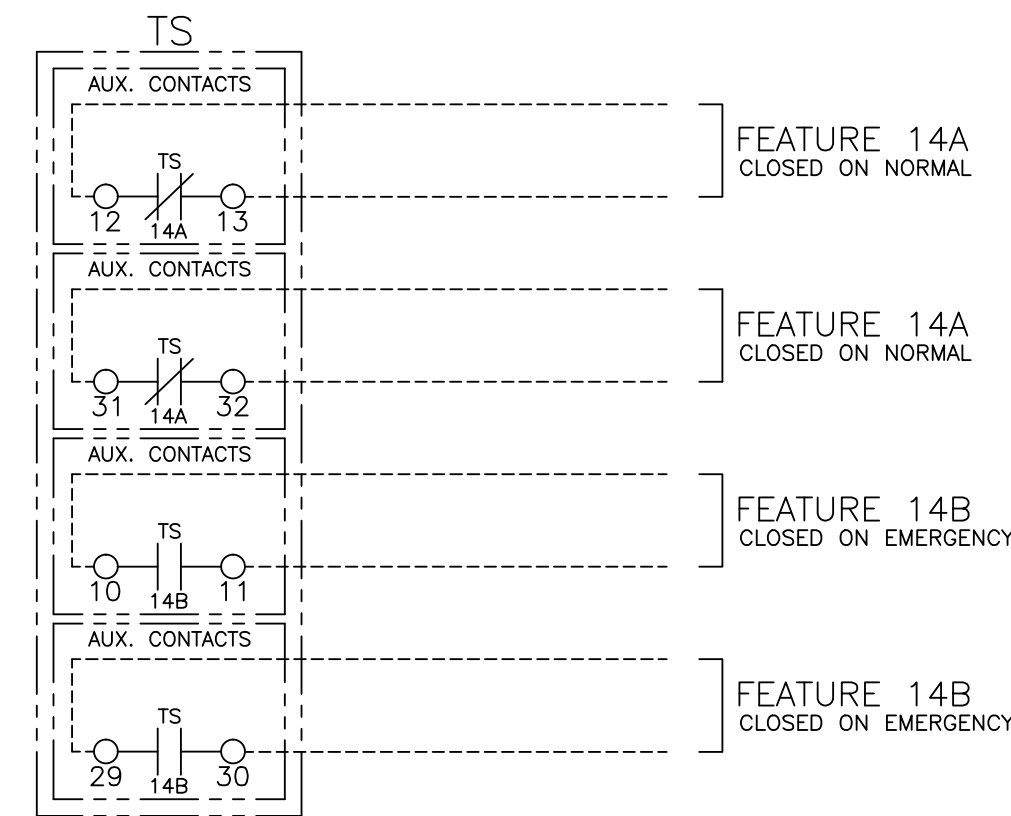 TS
AUX. CONTACTS
TS
12
13
14A
FEATURE 14A
CLOSED ON NORMAL
AUX. CONTACTS
TS
31
32
14A
FEATURE 14A
CLOSED ON NORMAL
AUX. CONTACTS
TS
10
11
14B
FEATURE 14B
CLOSED ON EMERGENCY
AUX. CONTACTS
TS
29
30
14B
FEATURE 14B
CLOSED ON EMERGENCY